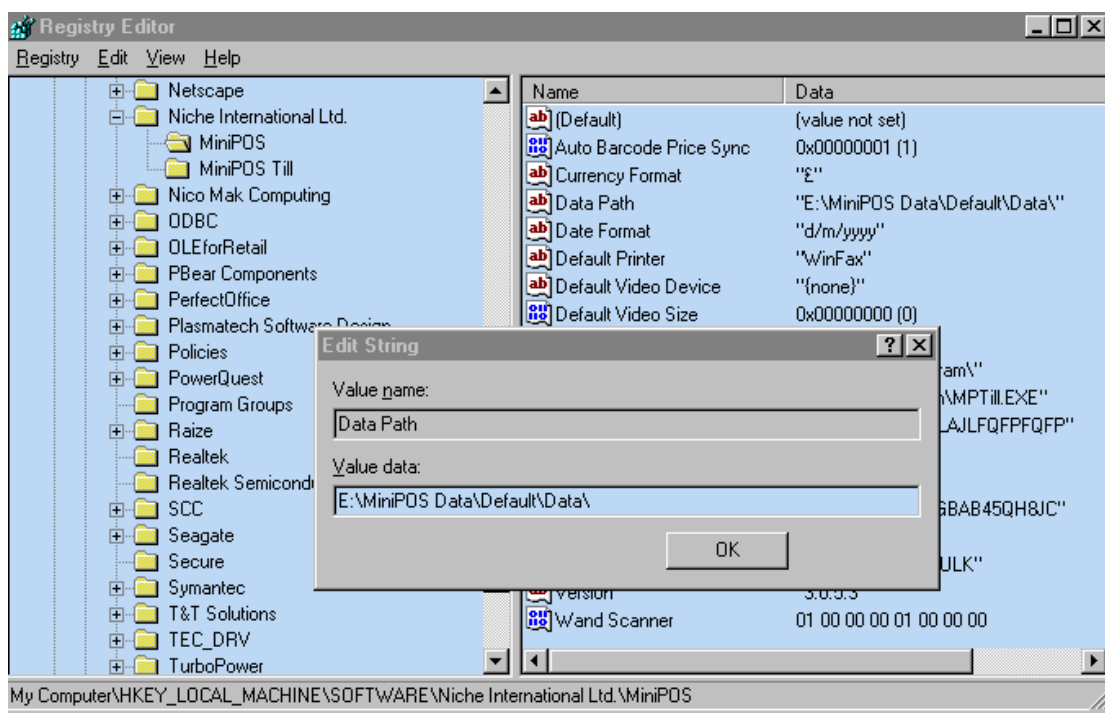 Registry Editor
Registry Edit View Help
Netscape
Niche International Ltd.
MiniPOS
MiniPOS Till
Nico Mak Computing
ODBC
OLEforRetail
PBear Components
PerfectOffice
Plasmatech Software Design
Policies
PowerQuest
Program Groups
Raize
Realtek
Realtek Semicond
SCC
Seagate
Secure
Symantec
T&T Solutions
TEC_DRV
TurboPower
Name Data
(Default) (value not set)
Auto Barcode Price Sync 0x00000001 (1)
Currency Format "£"
Data Path "E:\MiniPOS Data\Default\Data\"
Date Format "d/m/yyyy"
Default Printer "WinFax"
Default Video Device "{none}"
Default Video Size 0x00000000 (0)
ram\"
\MPTill.EXE"
LAJLFQFPFQFP"
GBAB45QH8JC"
ULK"
Version 3.0.5.3
Wand Scanner 01 00 00 00 01 00 00 00
Edit String
Value name:
Data Path
Value data:
E:\MiniPOS Data\Default\Data\
OK
My Computer\HKEY_LOCAL_MACHINE\SOFTWARE\Niche International Ltd.\MiniPOS